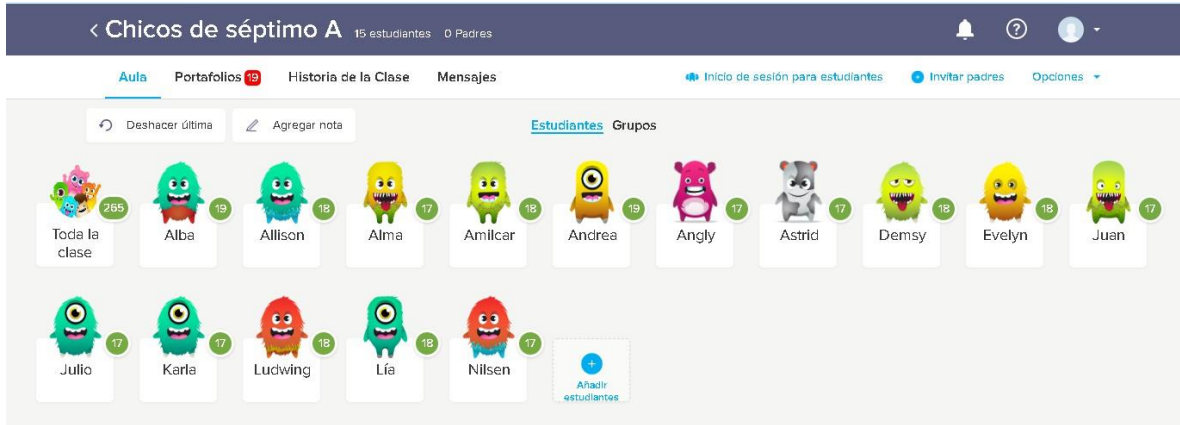 < Chicos de séptimo A 15 estudiantes 0 Padres
Aula Portafolios 19 Historia de la Clase Mensajes Inicio de sesión para estudiantes Invitar padres Opciones
Deshacer última Agregar nota Estudiantes Grupos
265 19 18 17 18 19 17 17 18 18 17
Toda la clase Alba Allison Alma Amilcar Andrea Angly Astrid Demsy Evelyn Juan
17 17 18 18 17
Julio Karla Ludwing Lía Nilsen
Añadir
estudiantes